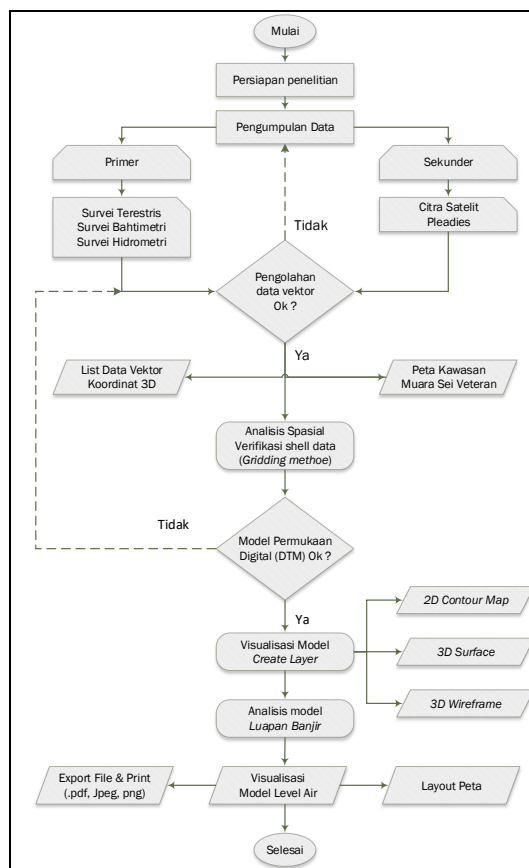 Mulai
Persiapan penelitian
Pengumpulan Data
Primer
Sekunder
Survei Terestris
Survei Bahtimetri
Survei Hidrometri
Citra Satelit
Pleadies
Tidak
Pengolahan
data vektor
Ok ?
Ya
List Data Vektor
Koordinat 3D
Peta Kawasan
Muara Sei Veteran
Analisis Spasial
Verifikasi shell data
(Gridding methoe)
Tidak
Model Permukaan
Digital (DTM) Ok ?
Ya
2D Contour Map
Visualisasi Model
Create Layer
3D Surface
3D Wireframe
Analisis model
Luapan Banjir
Export File & Print
(.pdf, Jpeg, png)
Visualisasi
Model Level Air
Layout Peta
Selesai